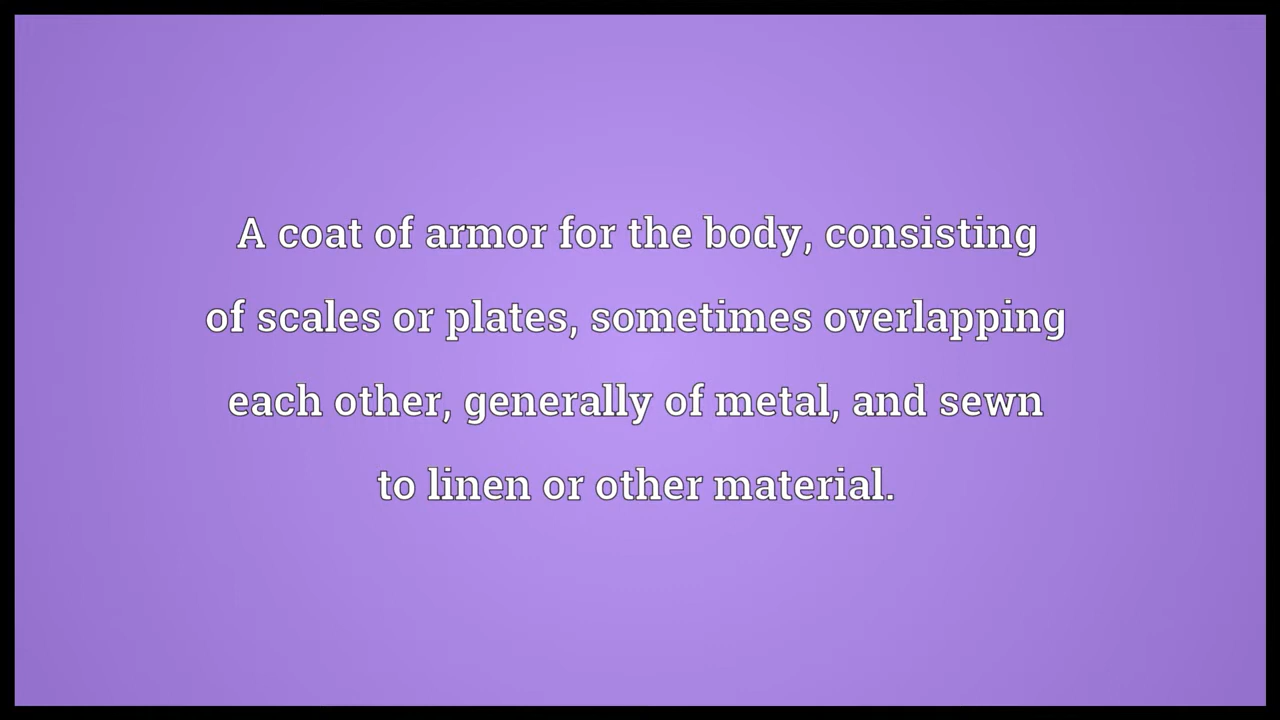 A coat of armor for the body, consisting
of scales or plates, sometimes overlapping
each other, generally of metal, and sewn
to linen or other material.